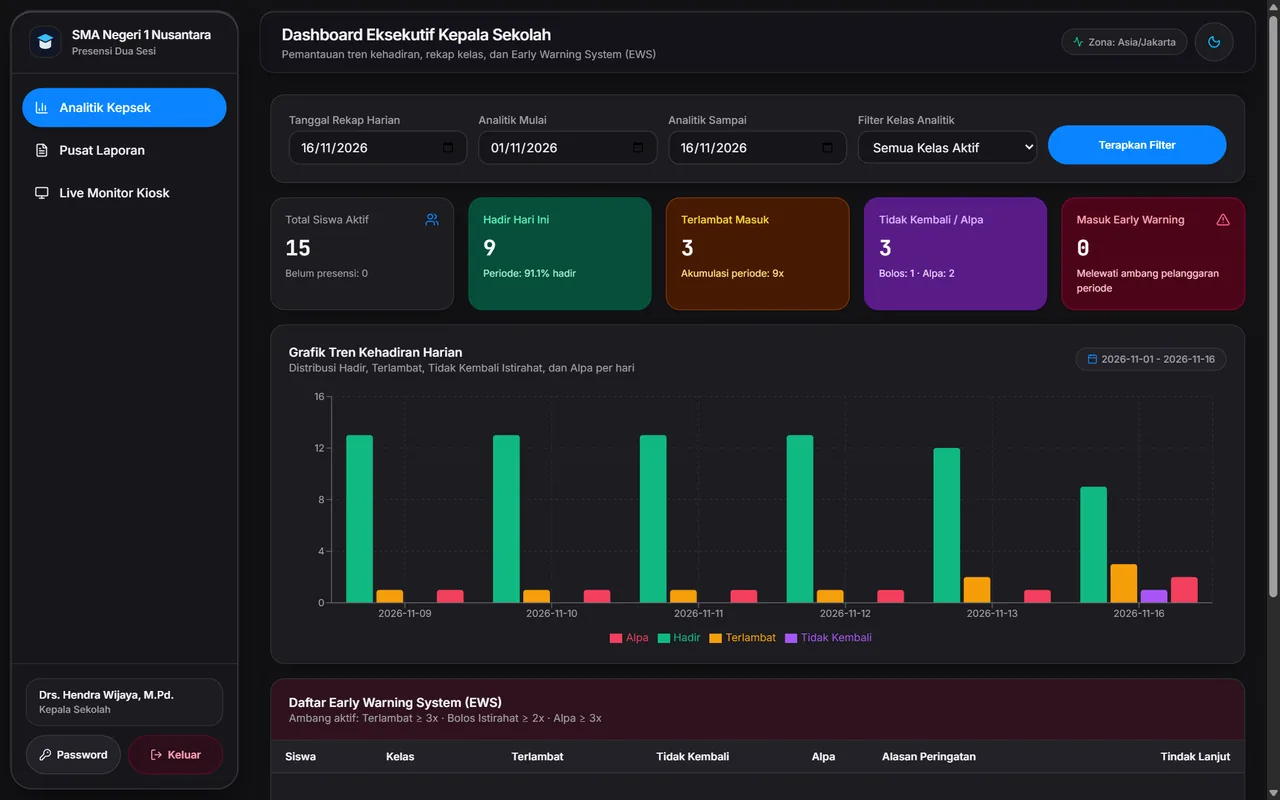 SMA Negeri 1 Nusantara
Presensi Dua Sesi
Analitik Kepsek
Pusat Laporan
Live Monitor Kiosk
Drs. Hendra Wijaya, M.Pd.
Kepala Sekolah
Password
Keluar
Dashboard Eksekutif Kepala Sekolah
Pemantauan tren kehadiran, rekap kelas, dan Early Warning System (EWS)
Zona: Asia/Jakarta
Tanggal Rekap Harian
16/11/2026
Analitik Mulai
01/11/2026
Analitik Sampai
16/11/2026
Filter Kelas Analitik
Semua Kelas Aktif
Terapkan Filter
Total Siswa Aktif
15
Belum presensi: 0
Hadir Hari Ini
9
Periode: 91.1% hadir
Terlambat Masuk
3
Akumulasi periode: 9x
Tidak Kembali / Alpa
3
Bolos: 1 · Alpa: 2
Masuk Early Warning
0
Melewati ambang pelanggaran
periode
Grafik Tren Kehadiran Harian
Distribusi Hadir, Terlambat, Tidak Kembali Istirahat, dan Alpa per hari
2026-11-01 - 2026-11-16
16
12
8
4
0
2026-11-09
2026-11-10
2026-11-11
2026-11-12
2026-11-13
2026-11-16
Alpa
Hadir
Terlambat
Tidak Kembali
Daftar Early Warning System (EWS)
Ambang aktif: Terlambat ≥ 3x · Bolos Istirahat ≥ 2x · Alpa ≥ 3x
Siswa
Kelas
Terlambat
Tidak Kembali
Alpa
Alasan Peringatan
Tindak Lanjut